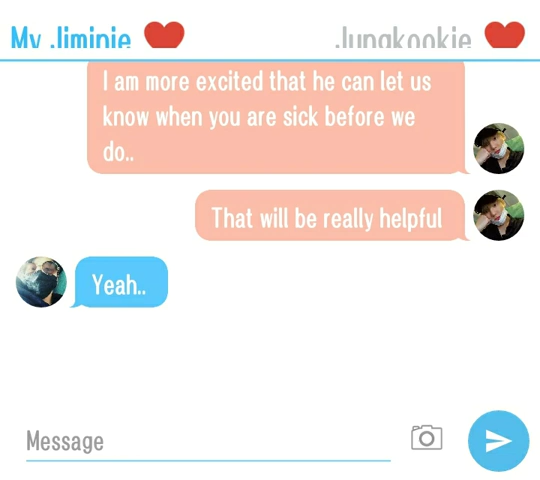 My Jiminie Jungkookie
I am more excited that he can let us
know when you are sick before we
do..
That will be really helpful
Yeah..
Message